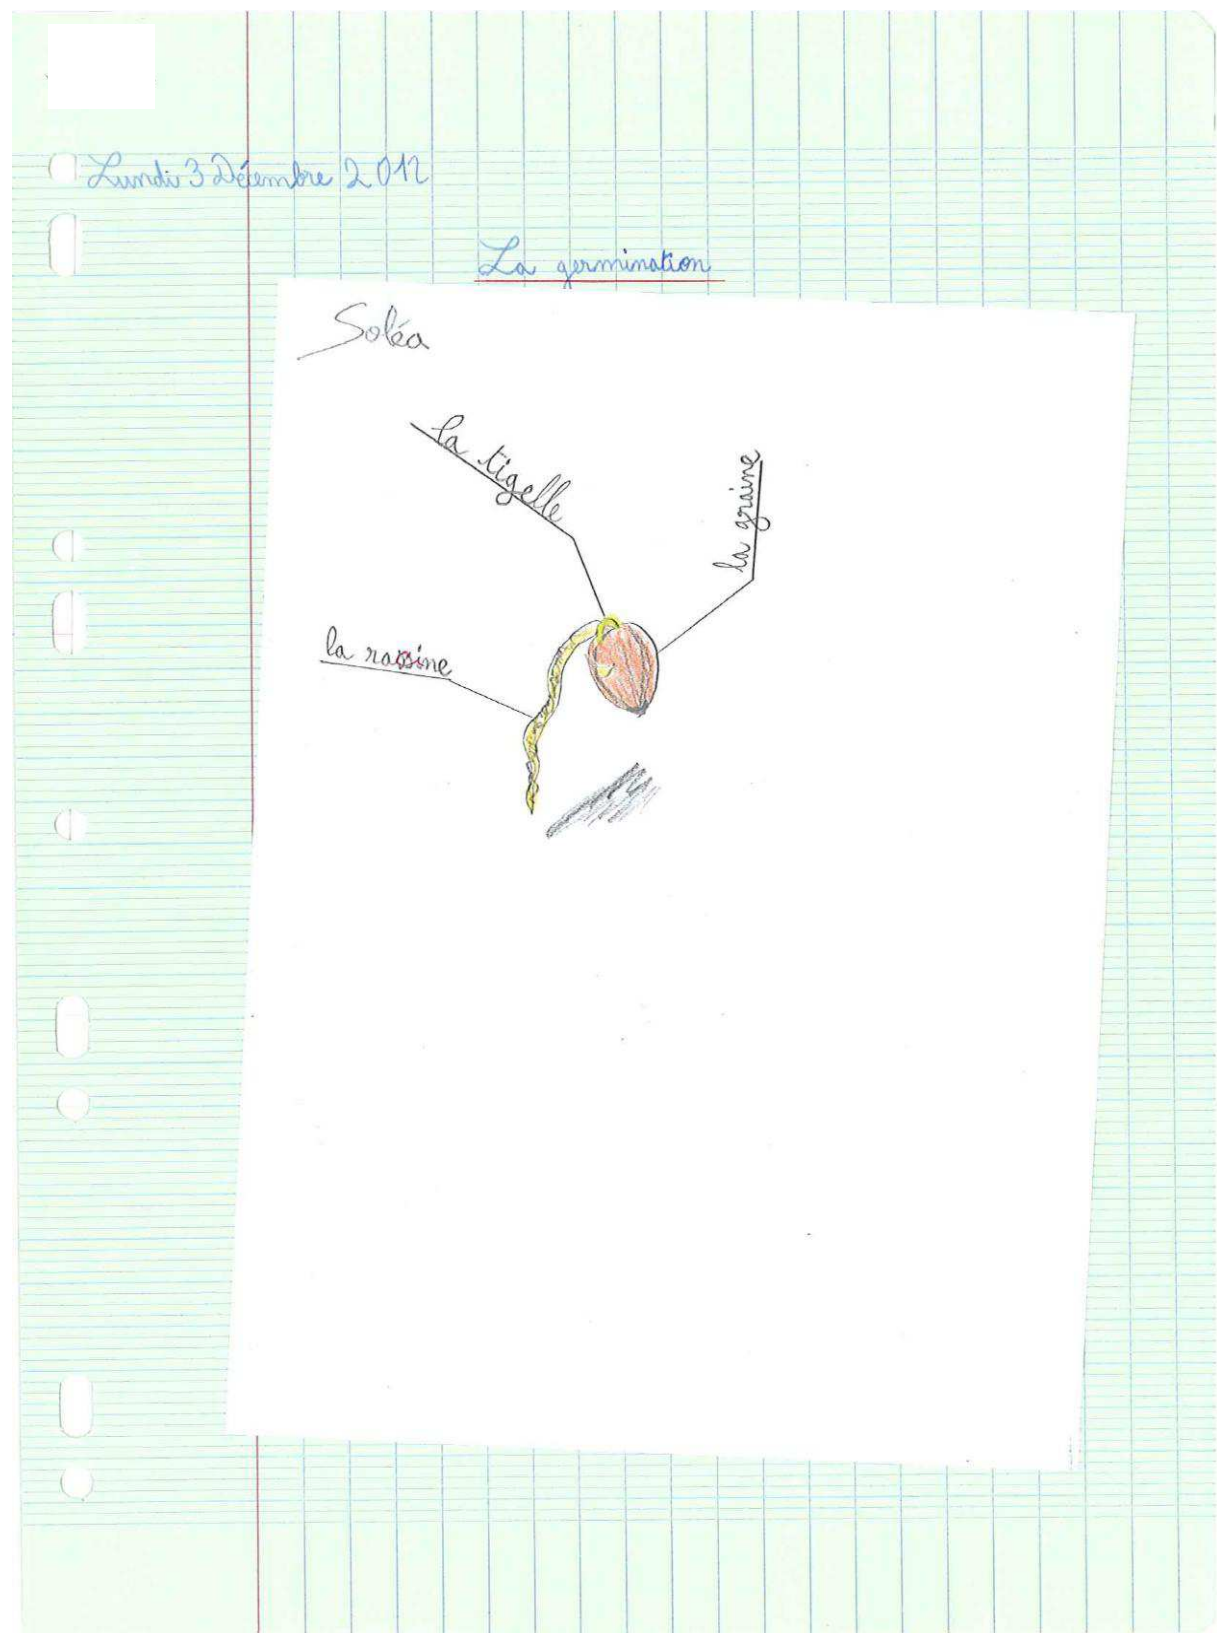 Lundi 3 Décembre 2012
La germination
Soléa
la tigelle
la graine
la rassine